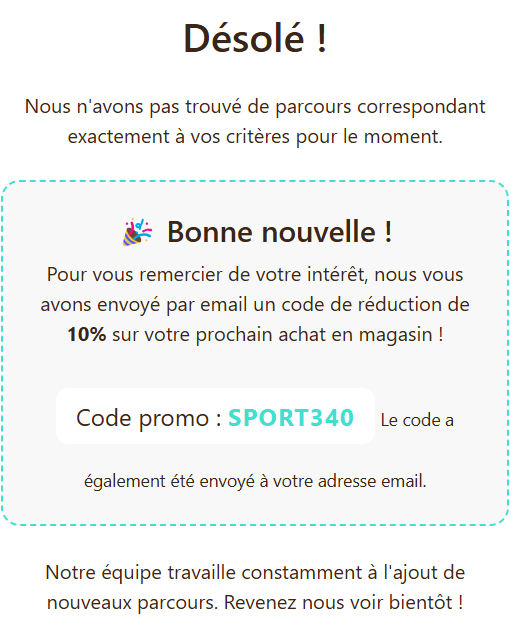 Désolé !
Nous n'avons pas trouvé de parcours correspondant
exactement à vos critères pour le moment.
Bonne nouvelle !
Pour vous remercier de votre intérêt, nous vous
avons envoyé par email un code de réduction de
10% sur votre prochain achat en magasin !
Code promo : SPORT340 Le code a
également été envoyé à votre adresse email.
Notre équipe travaille constamment à l'ajout de
nouveaux parcours. Revenez nous voir bientôt !